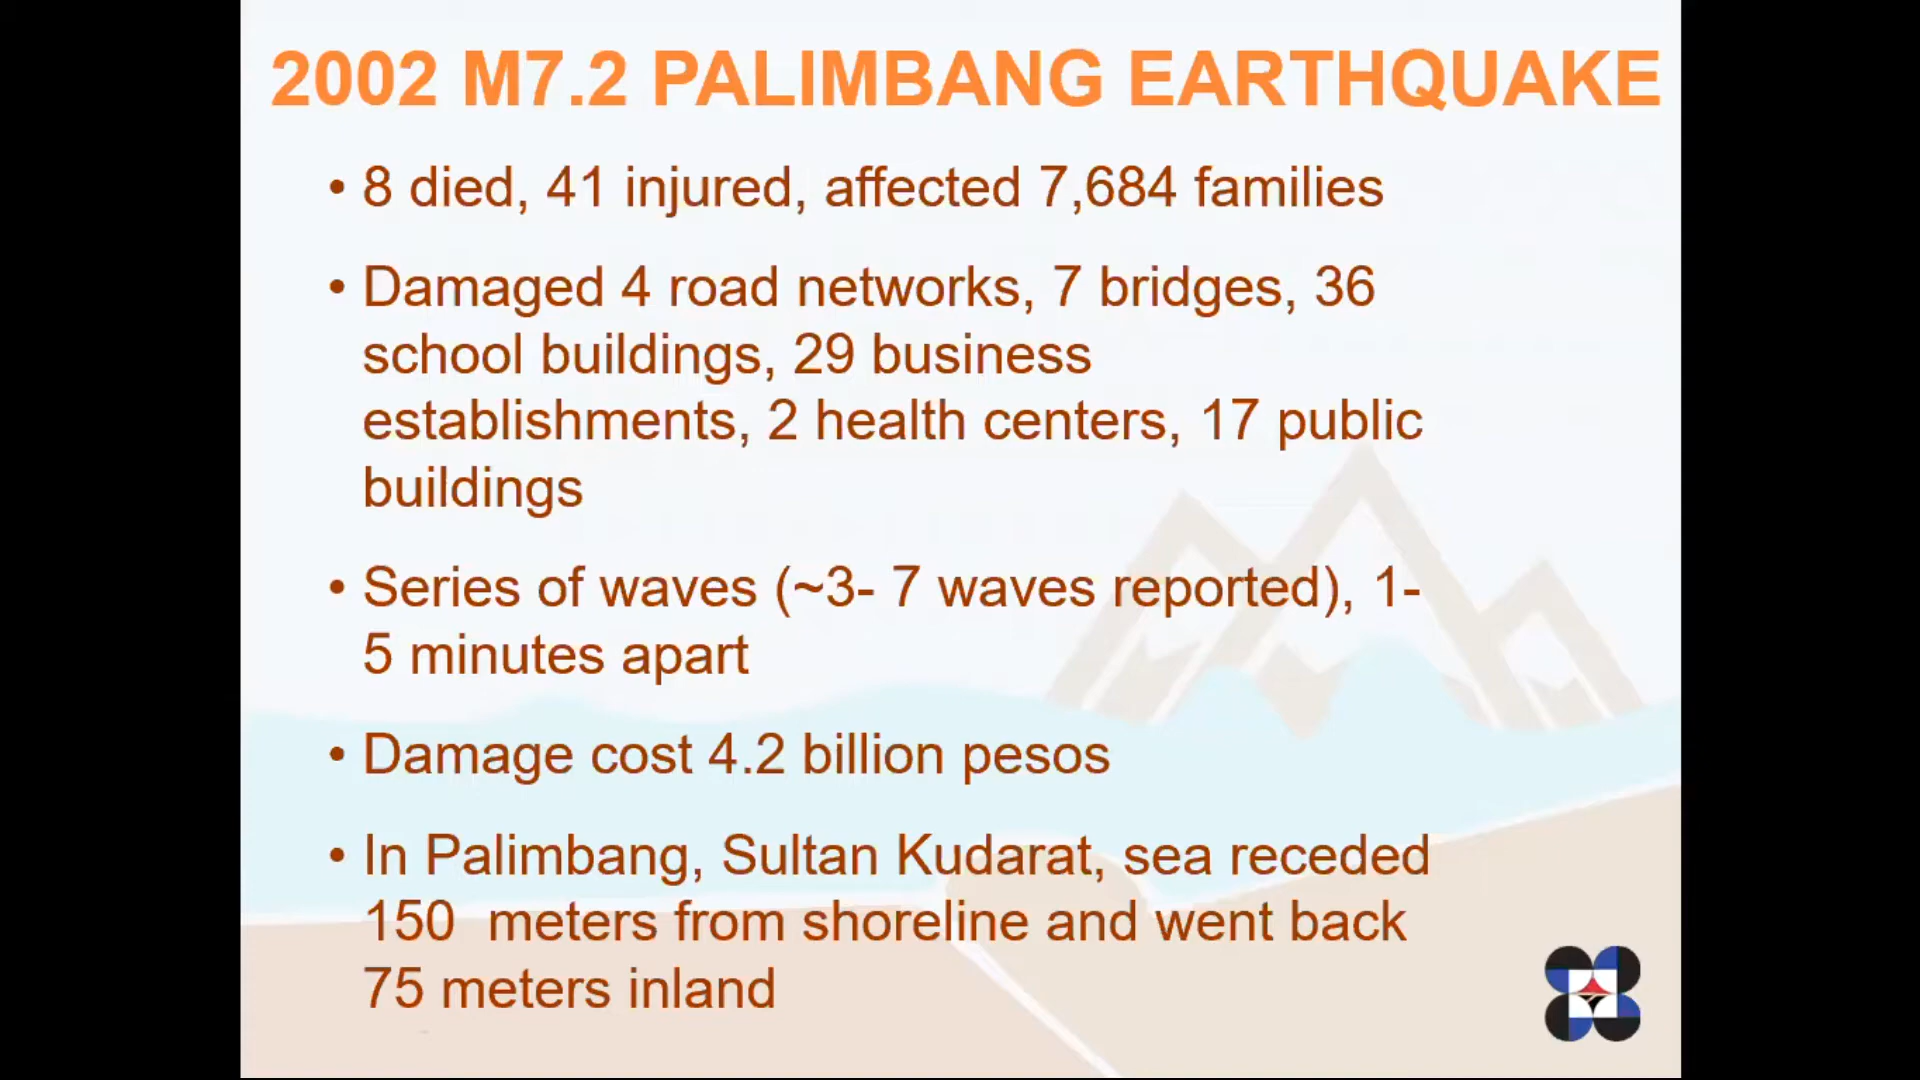 2002 M7.2 PALIMBANG EARTHQUAKE
• 8 died, 41 injured, affected 7,684 families
• Damaged 4 road networks, 7 bridges, 36
school buildings, 29 business
establishments, 2 health centers, 17 public
buildings
• Series of waves (~3- 7 waves reported), 1-
5 minutes apart
• Damage cost 4.2 billion pesos
• In Palimbang, Sultan Kudarat, sea receded
150  meters from shoreline and went back
75 meters inland